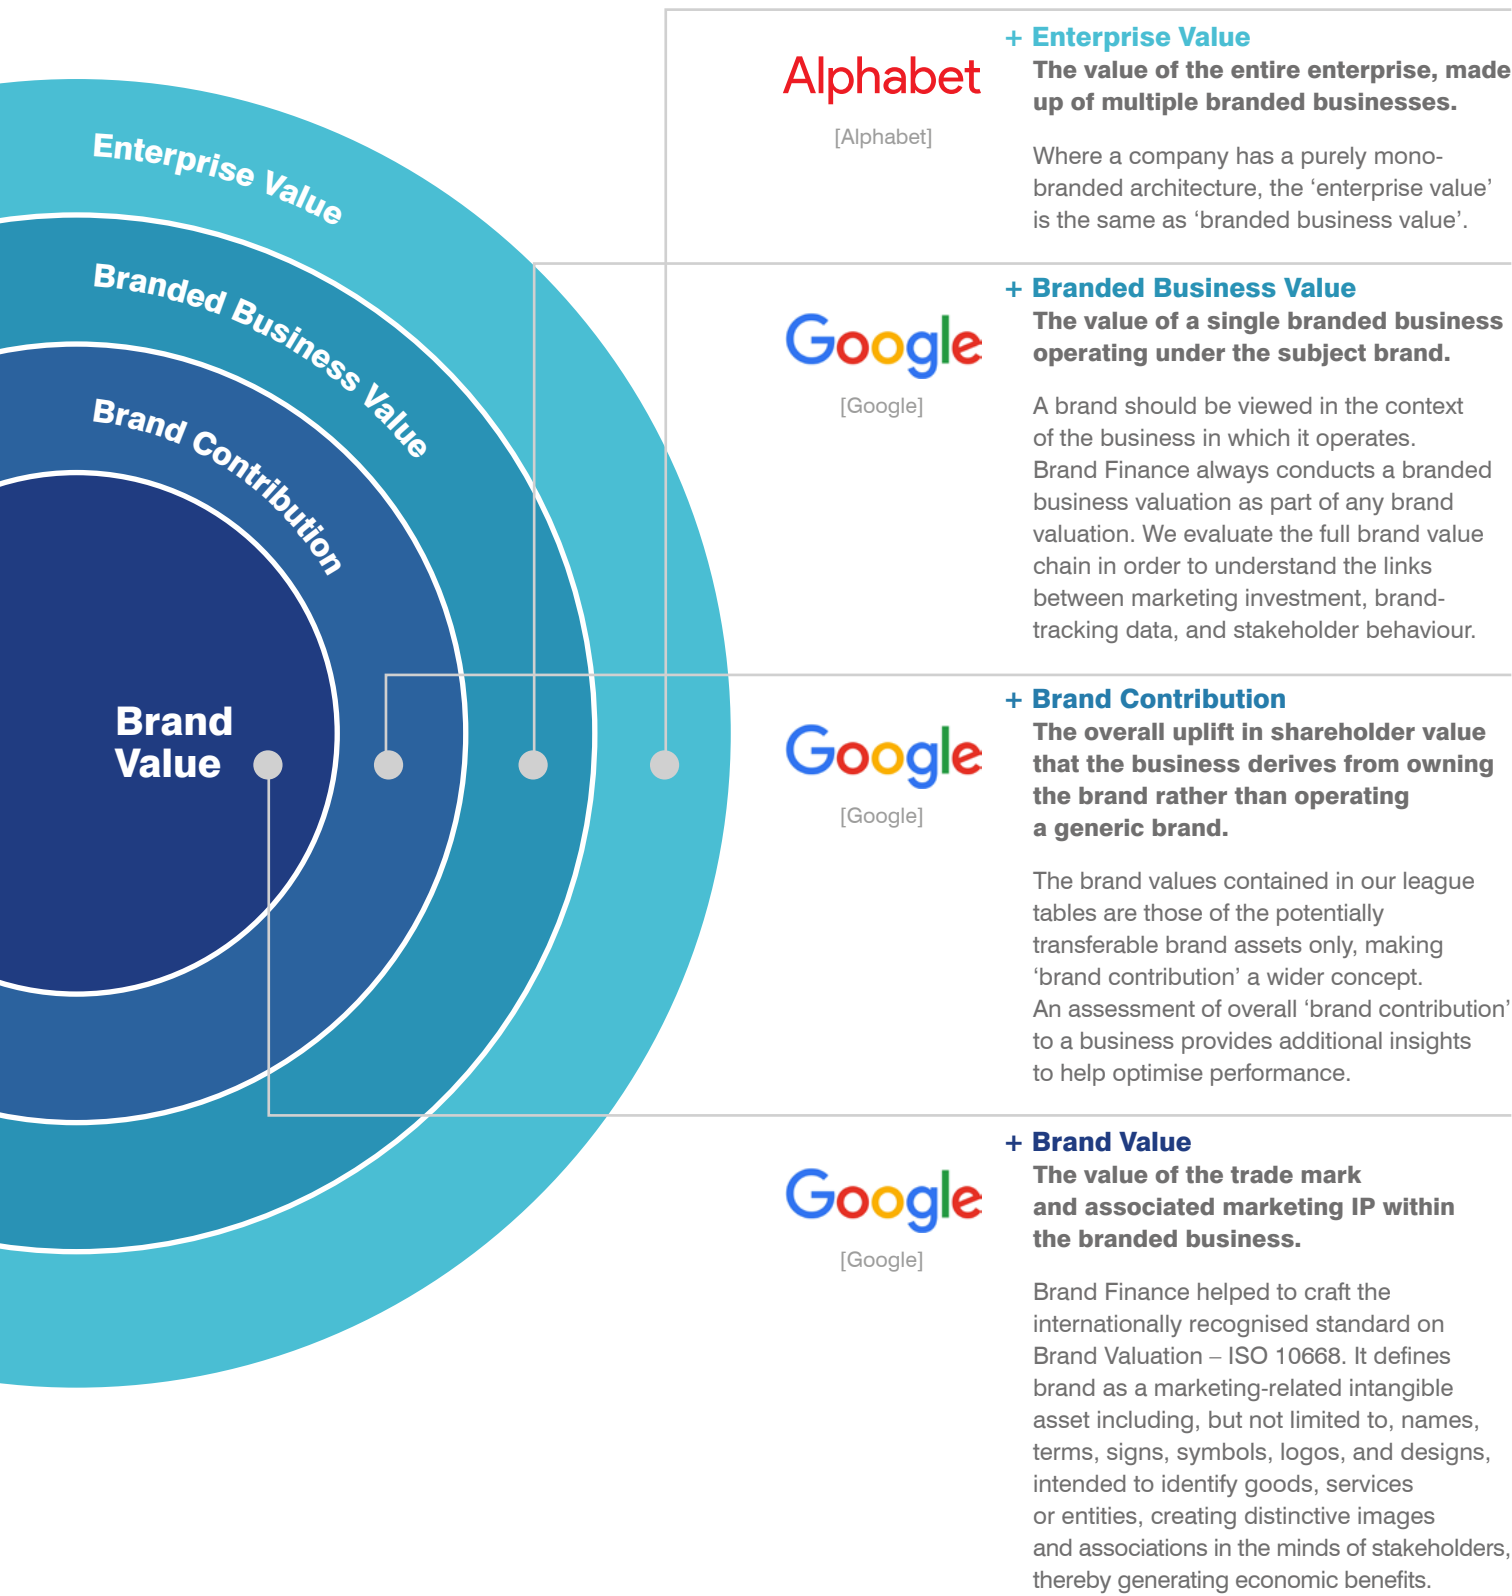 Enterprise Value
Branded Business Value
Brand Contribution
Brand
Value
Alphabet
[Alphabet]
+ Enterprise Value
The value of the entire enterprise, made
up of multiple branded businesses.
Where a company has a purely mono-
branded architecture, the ‘enterprise value’
is the same as ‘branded business value’.
Google
[Google]
+ Branded Business Value
The value of a single branded business
operating under the subject brand.
A brand should be viewed in the context
of the business in which it operates.
Brand Finance always conducts a branded
business valuation as part of any brand
valuation. We evaluate the full brand value
chain in order to understand the links
between marketing investment, brand-
tracking data, and stakeholder behaviour.
Google
[Google]
+ Brand Contribution
The overall uplift in shareholder value
that the business derives from owning
the brand rather than operating
a generic brand.
The brand values contained in our league
tables are those of the potentially
transferable brand assets only, making
‘brand contribution’ a wider concept.
An assessment of overall ‘brand contribution’
to a business provides additional insights
to help optimise performance.
Google
[Google]
+ Brand Value
The value of the trade mark
and associated marketing IP within
the branded business.
Brand Finance helped to craft the
internationally recognised standard on
Brand Valuation – ISO 10668. It defines
brand as a marketing-related intangible
asset including, but not limited to, names,
terms, signs, symbols, logos, and designs,
intended to identify goods, services
or entities, creating distinctive images
and associations in the minds of stakeholders,
thereby generating economic benefits.